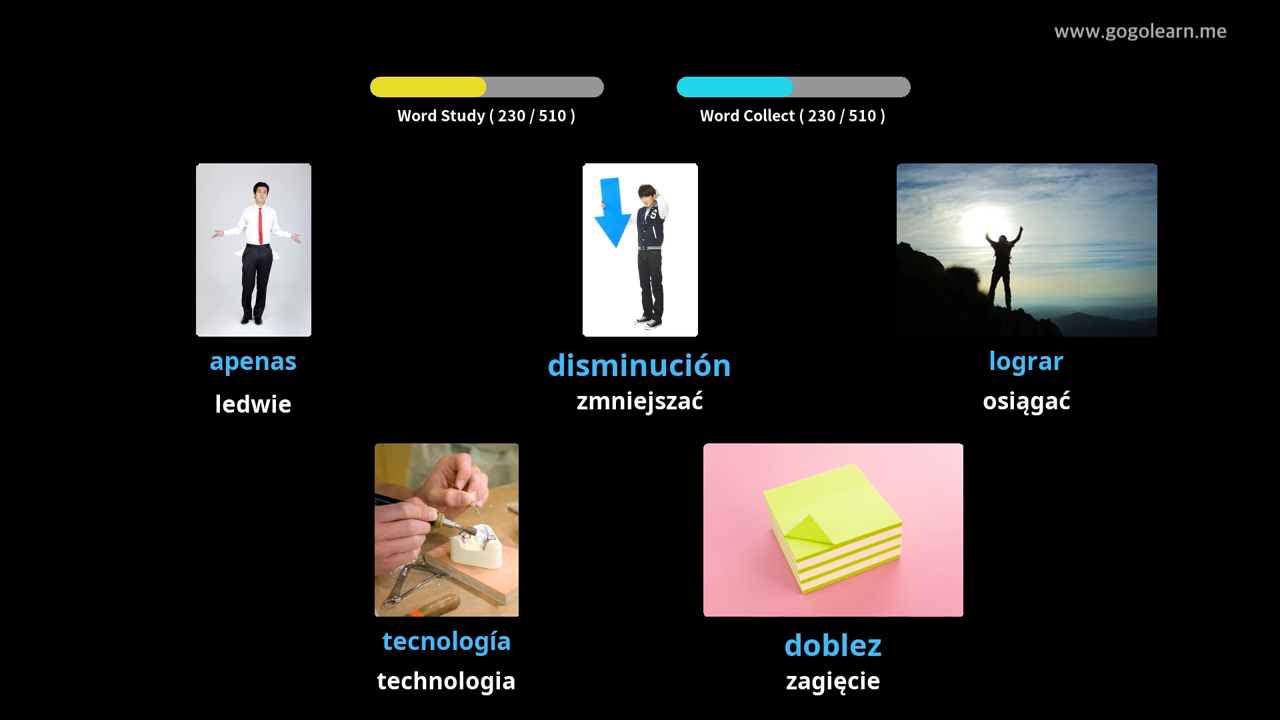 www.gogolearn.me
Word Study ( 230 / 510 )
Word Collect ( 230 / 510 )
apenas
ledwie
disminución
zmniejszać
lograr
osiągać
tecnología
technologia
doblez
zagięcie